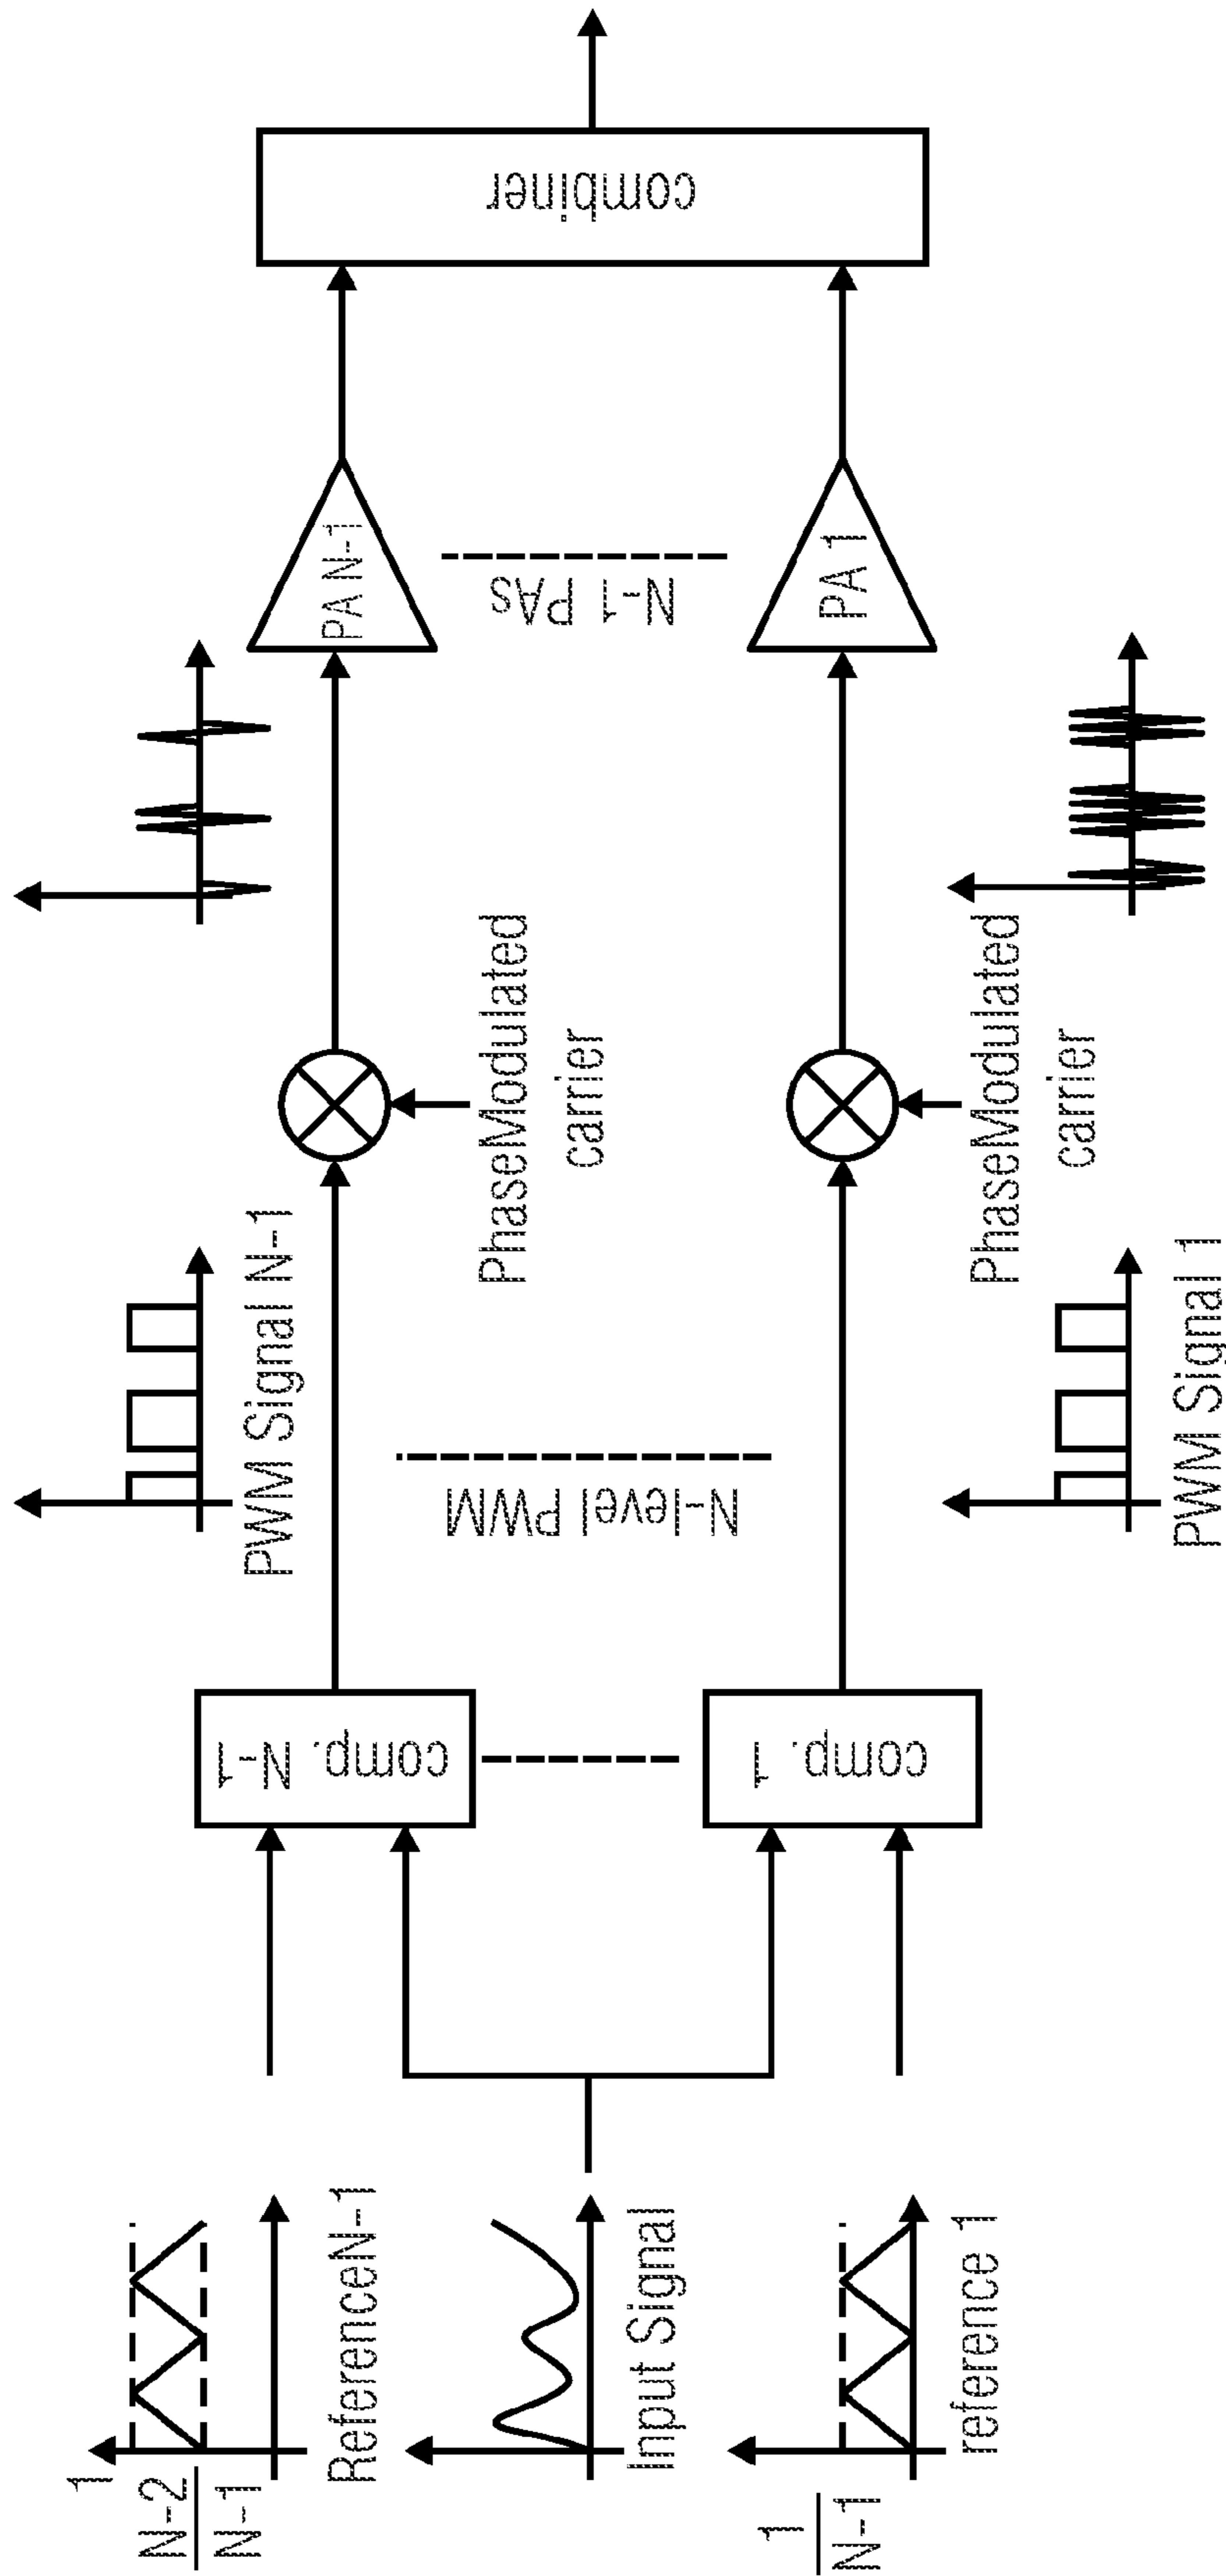 1
N-2
N-1
ReferenceN-1
Input Signal
1
N-1
reference 1
comp. N-1
comp. 1
PWM Signal N-1
N-level PWM
PWM Signal 1
PhaseModulated
carrier
PhaseModulated
carrier
PA N-1
N-1 PAs
PA 1
combiner